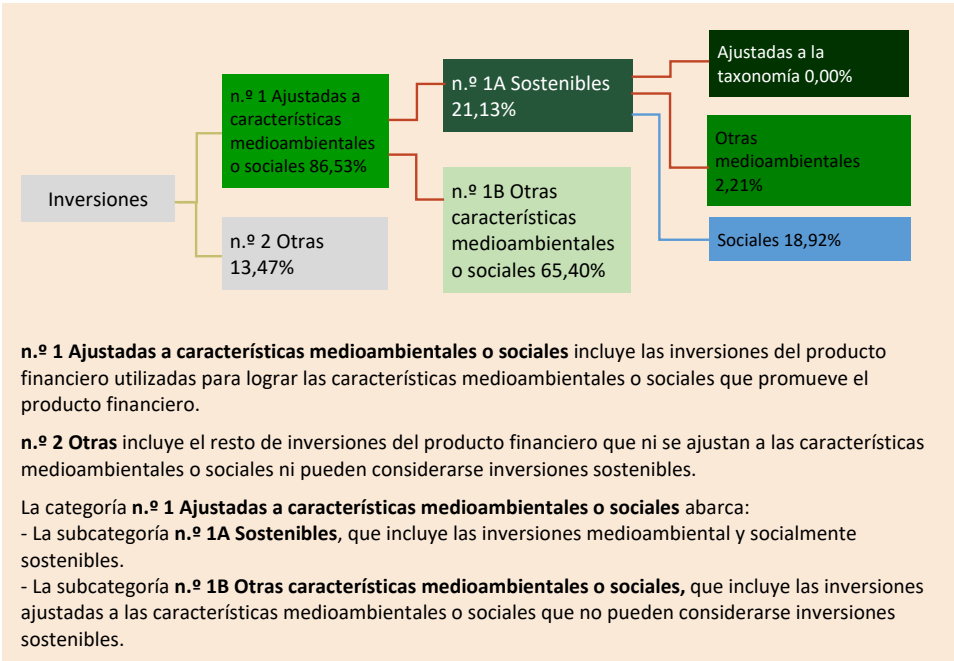 Inversiones
n.º 1 Ajustadas a
características
medioambientales
o sociales 86,53%
n.º 2 Otras
13,47%
n.º 1A Sostenibles
21,13%
n.º 1B Otras
características
medioambientales
o sociales 65,40%
Ajustadas a la
taxonomía 0,00%
Otras
medioambientales
2,21%
Sociales 18,92%
n.º 1 Ajustadas a características medioambientales o sociales incluye las inversiones del producto
financiero utilizadas para lograr las características medioambientales o sociales que promueve el
producto financiero.
n.º 2 Otras incluye el resto de inversiones del producto financiero que ni se ajustan a las características
medioambientales o sociales ni pueden considerarse inversiones sostenibles.
La categoría n.º 1 Ajustadas a características medioambientales o sociales abarca:
- La subcategoría n.º 1A Sostenibles, que incluye las inversiones medioambiental y socialmente
sostenibles.
- La subcategoría n.º 1B Otras características medioambientales o sociales, que incluye las inversiones
ajustadas a las características medioambientales o sociales que no pueden considerarse inversiones
sostenibles.